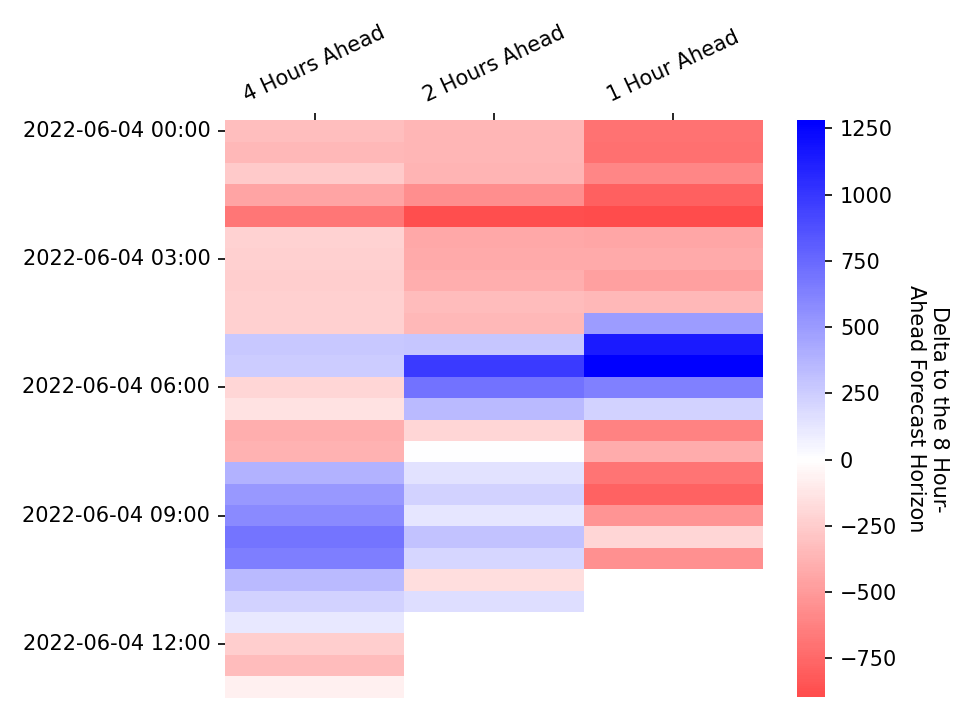 4 Hours Ahead
2 Hours Ahead
1 Hour Ahead
2022-06-04 00:00
2022-06-04 03:00
2022-06-04 06:00
2022-06-04 09:00
2022-06-04 12:00
1250
1000
750
500
250
0
−250
−500
−750
Delta to the 8 Hour-
Ahead Forecast Horizon